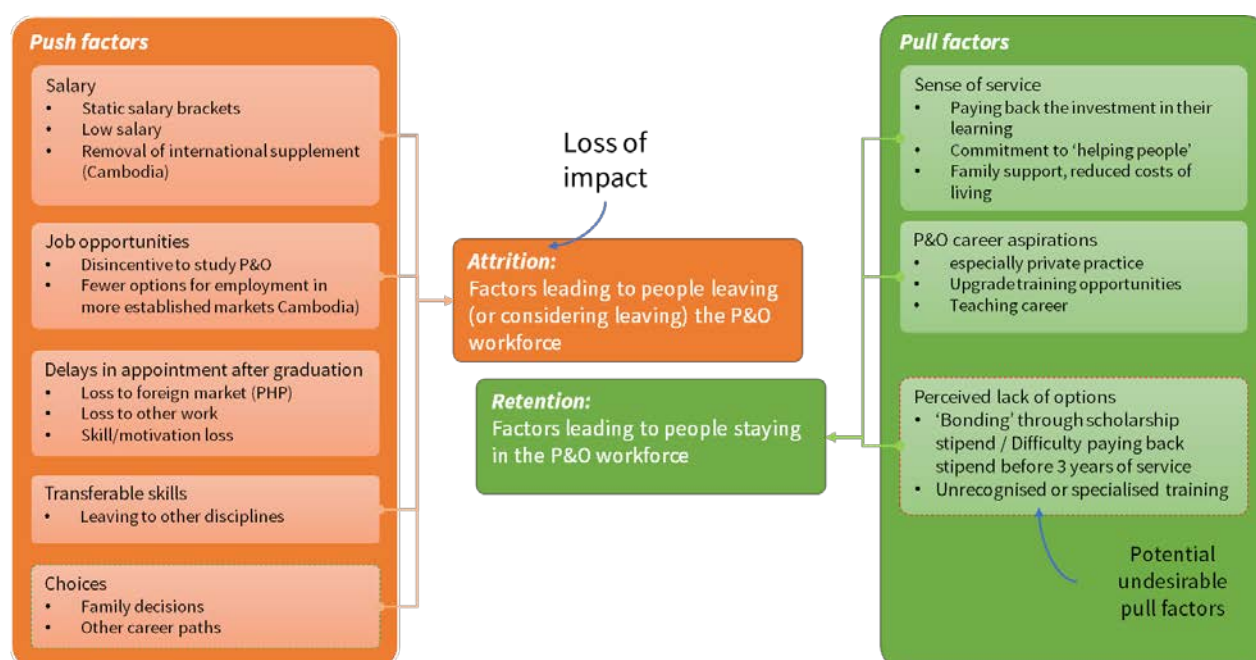 Push factors
Salary
• Static salary brackets
• Low salary
• Removal of international supplement
(Cambodia)
Job opportunities
• Disincentive to study P&O
• Fewer options for employment in
more established markets Cambodia)
Delays in appointment after graduation
• Loss to foreign market (PHP)
• Loss to other work
• Skill/motivation loss
Transferable skills
• Leaving to other disciplines
Choices
• Family decisions
• Other career paths
Loss of
impact
Attrition:
Factors leading to people leaving
(or considering leaving) the P&O
workforce
Retention:
Factors leading to people staying
in the P&O workforce
Pull factors
Sense of service
• Paying back the investment in their
learning
• Commitment to ‘helping people’
• Family support, reduced costs of
living
P&O career aspirations
• especially private practice
• Upgrade training opportunities
• Teaching career
Perceived lack of options
• ‘Bonding’ through scholarship
stipend / Difficulty paying back
stipend before 3 years of service
• Unrecognised or specialised training
Potential
undesirable
pull factors